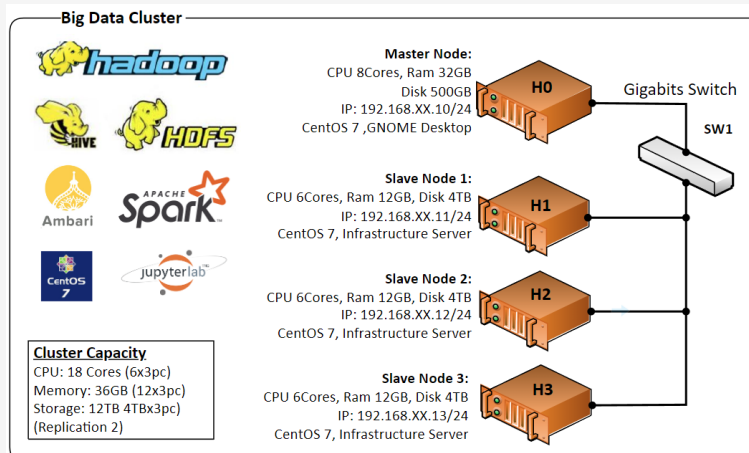 Big Data Cluster
hadoop
HIVE
HDFS
Ambari
APACHE
Spark™
CentOS
7
jupyterlab™
Master Node:
CPU 8Cores, Ram 32GB
Disk 500GB
IP: 192.168.XX.10/24
CentOS 7 ,GNOME Desktop
H0
Gigabits Switch
SW1
Slave Node 1:
CPU 6Cores, Ram 12GB, Disk 4TB
IP: 192.168.XX.11/24
CentOS 7, Infrastructure Server
H1
Slave Node 2:
CPU 6Cores, Ram 12GB, Disk 4TB
IP: 192.168.XX.12/24
CentOS 7, Infrastructure Server
H2
Slave Node 3:
CPU 6Cores, Ram 12GB, Disk 4TB
IP: 192.168.XX.13/24
CentOS 7, Infrastructure Server
H3
Cluster Capacity
CPU: 18 Cores (6x3pc)
Memory: 36GB (12x3pc)
Storage: 12TB 4TBx3pc)
(Replication 2)